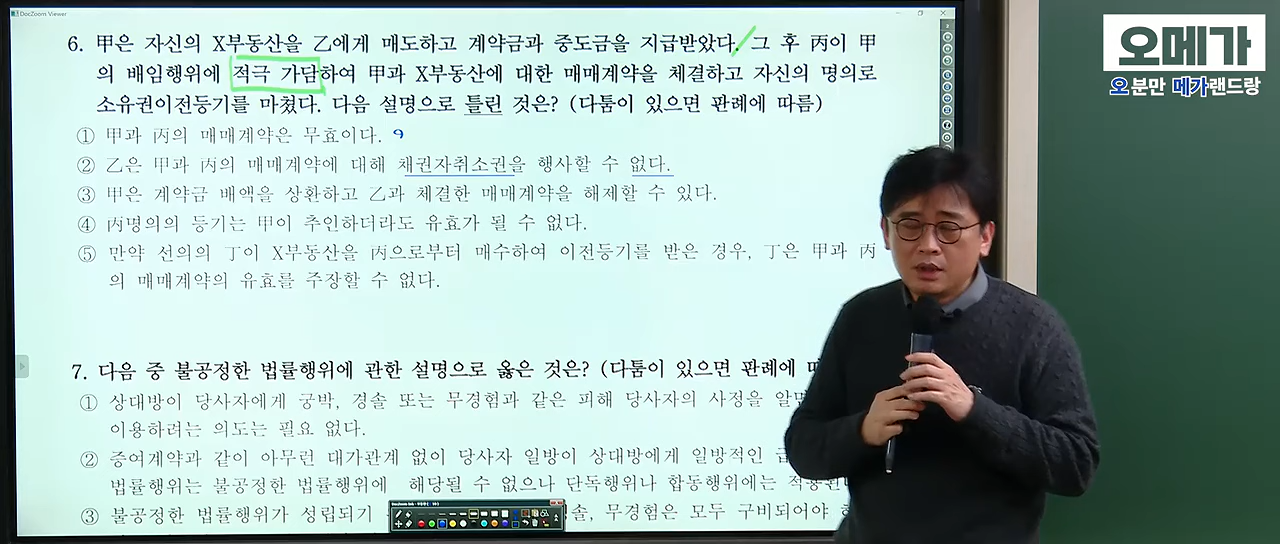 DocZoom Viewer
오메가
오분만 메가랜드랑
6. 甲은 자신의 X부동산을 乙에게 매도하고 계약금과 중도금을 지급받았다. 그 후 丙이 甲
의 배임행위에 적극 가담하여 甲과 X부동산에 대한 매매계약을 체결하고 자신의 명의로
소유권이전등기를 마쳤다. 다음 설명으로 틀린 것은? (다툼이 있으면 판례에 따름)
① 甲과 丙의 매매계약은 무효이다.
② 乙은 甲과 丙의 매매계약에 대해 채권자취소권을 행사할 수 없다.
③ 甲은 계약금 배액을 상환하고 乙과 체결한 매매계약을 해제할 수 있다.
④ 丙명의의 등기는 甲이 추인하더라도 유효가 될 수 없다.
⑤ 만약 선의의 丁이 X부동산을 丙으로부터 매수하여 이전등기를 받은 경우, 丁은 甲과 丙
의 매매계약의 유효를 주장할 수 없다.
7. 다음 중 불공정한 법률행위에 관한 설명으로 옳은 것은? (다툼이 있으면 판례에
① 상대방이 당사자에게 궁박, 경솔 또는 무경험과 같은 피해 당사자의 사정을
이용하려는 의도는 필요 없다.
② 증여계약과 같이 아무런 대가관계 없이 당사자 일방이 상대방에게 일방적인
법률행위는 불공정한 법률행위에 해당될 수 없으나 단독행위나 합동행위에는
③ 불공정한 법률행위가 성립되기 무경험은 모두 구비되어야